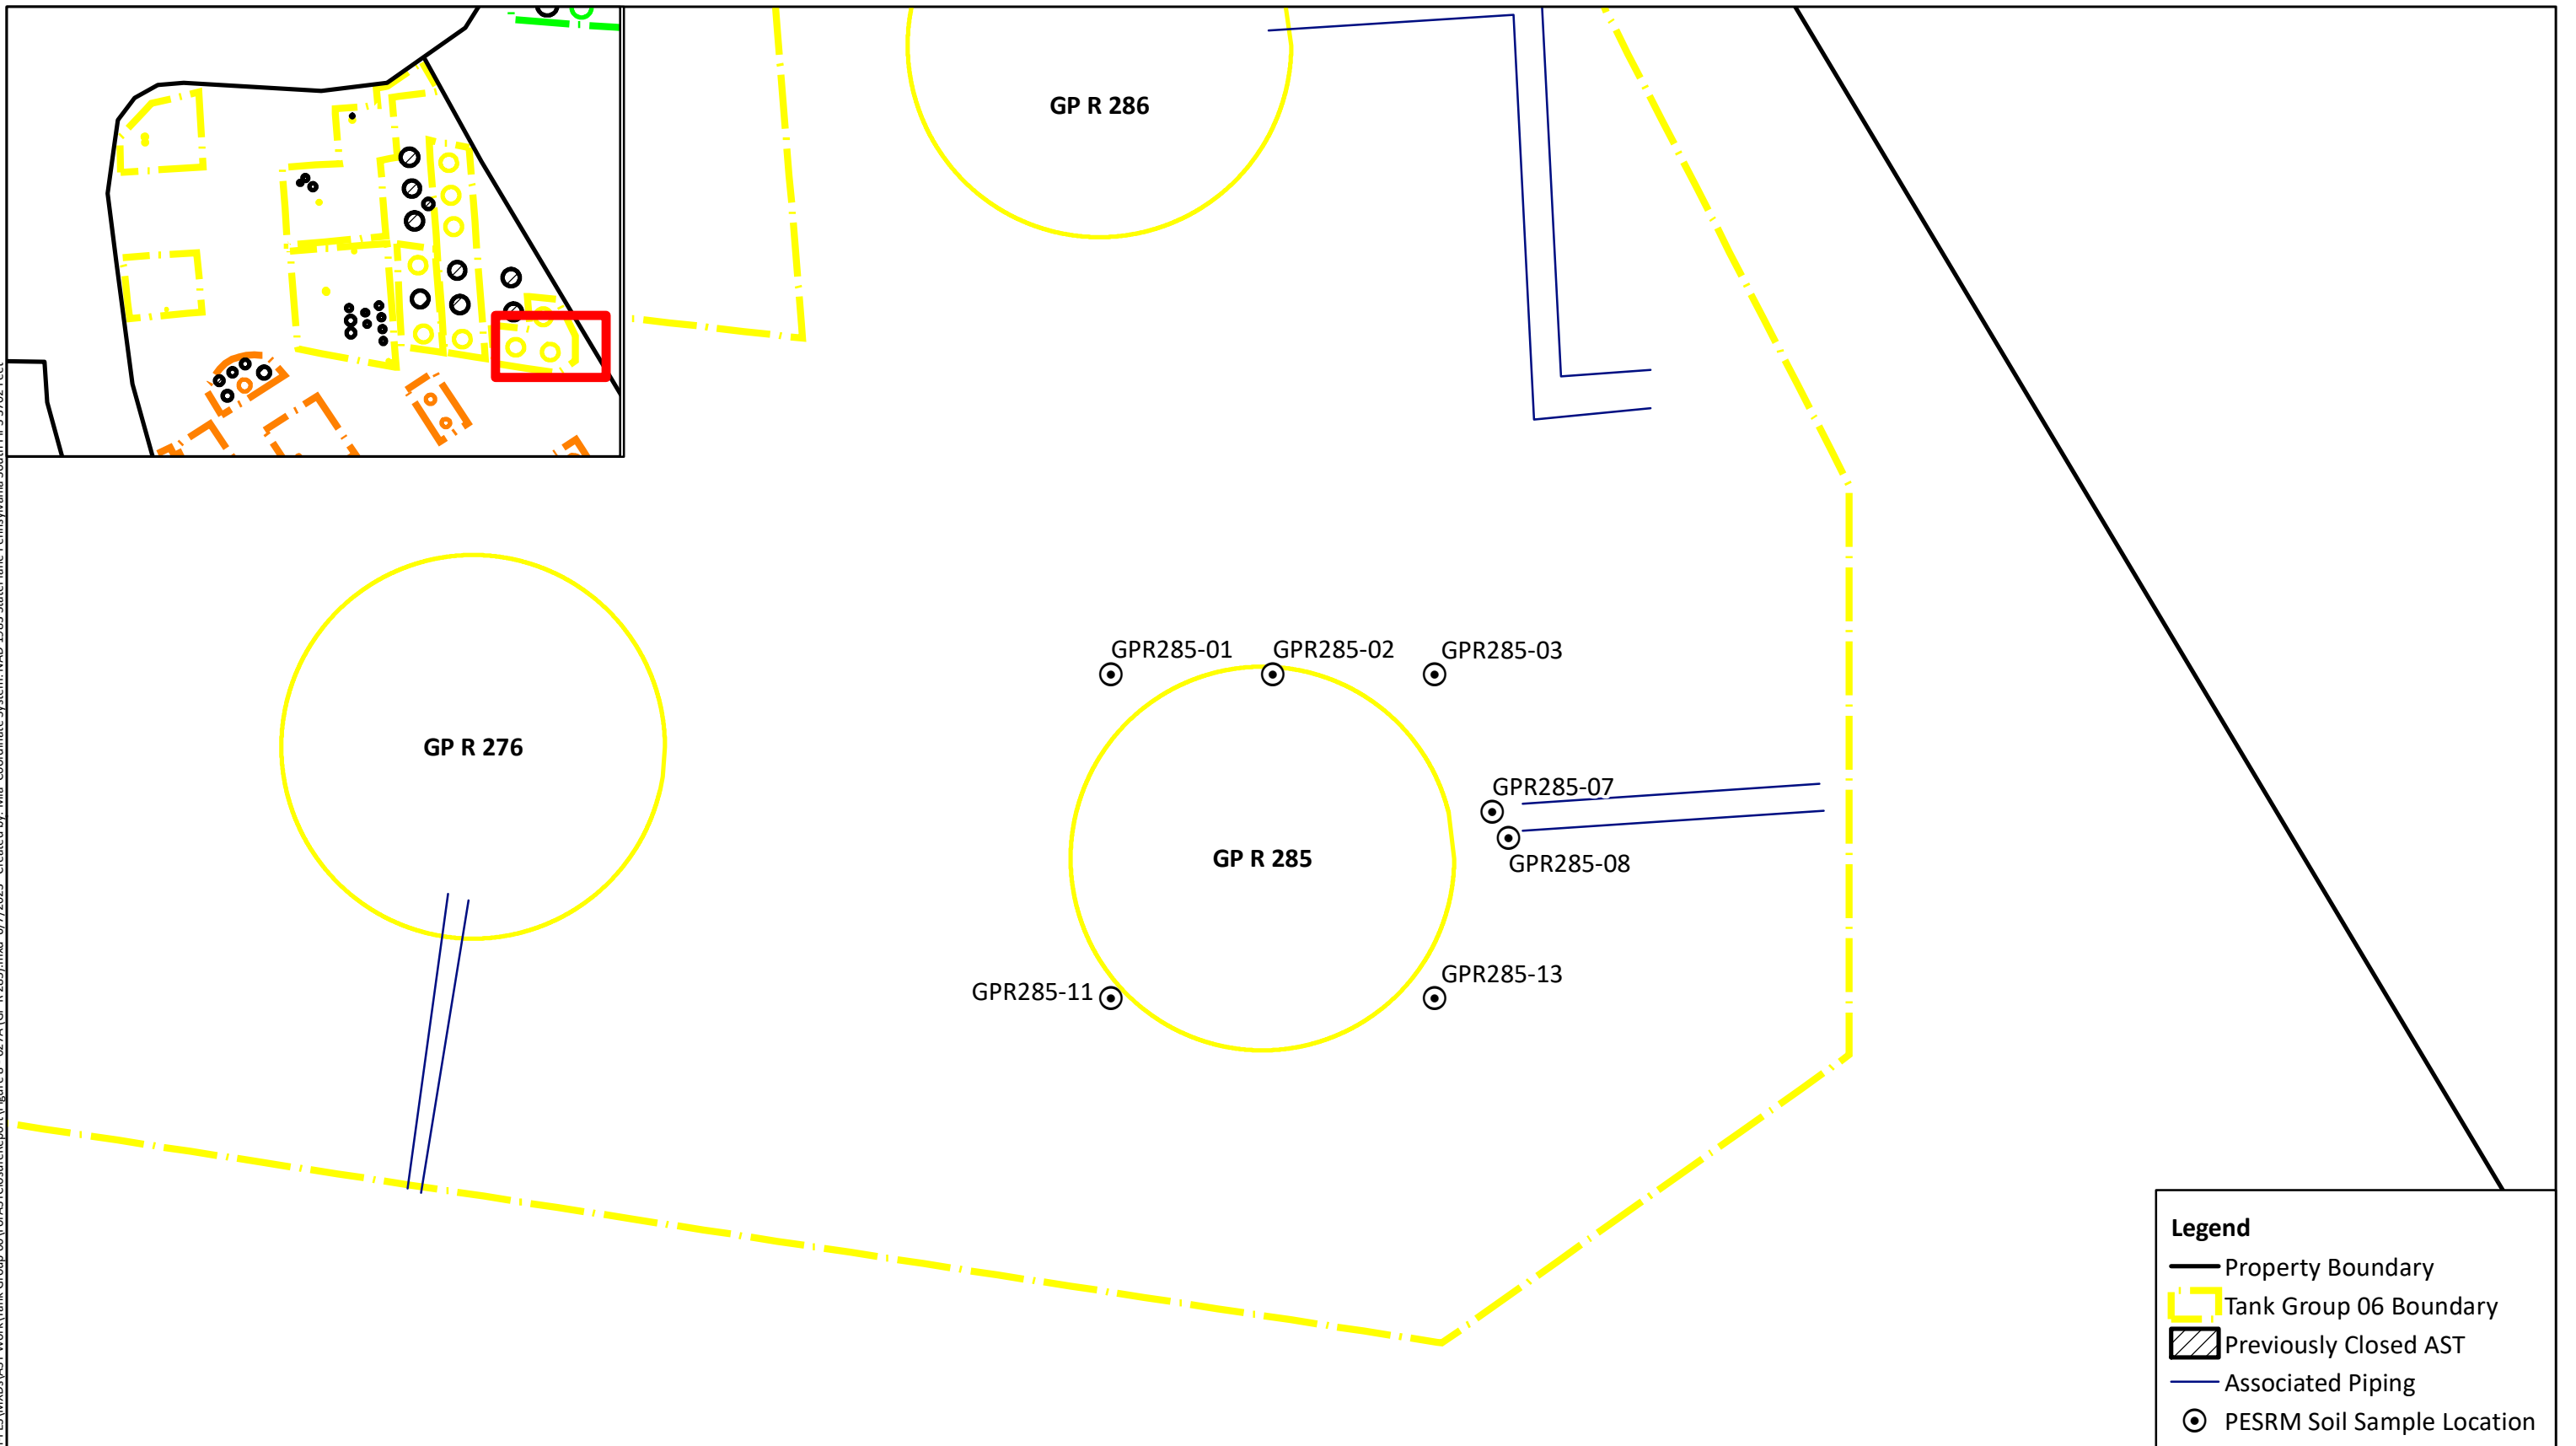 GP R 286
GP R 276
GPR285-01
GPR285-02
GPR285-03
GPR285-07
GPR285-08
GP R 285
GPR285-11
GPR285-13
Legend
Property Boundary
Tank Group 06 Boundary
Previously Closed AST
Associated Piping
PESRM Soil Sample Location